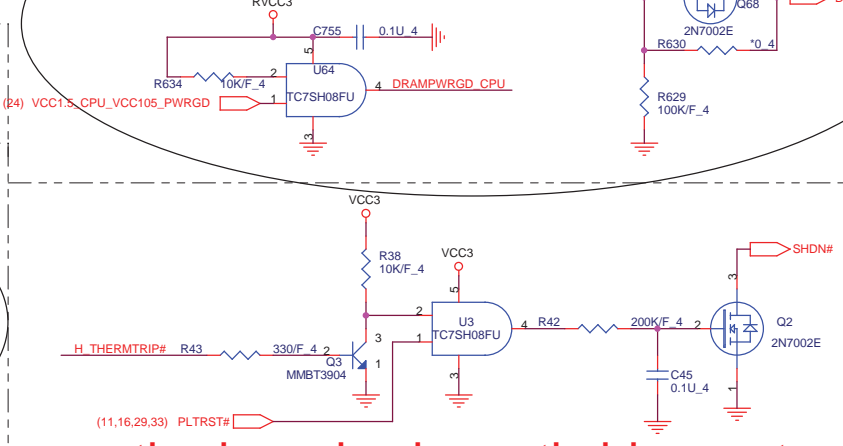 RVCC3
C755
0.1U_4
Q68
2N7002E
R630
*0_4
5
U64
2
R634
10K/F_4
4
DRAMPWRGD_CPU
TC7SH08FU
(24) VCC1.5_CPU_VCC105_PWRGD
1
R629
100K/F_4
3
VCC3
VCC3
R38
10K/F_4
SHDN#
3
5
2
U3
TC7SH08FU
4
R42
200K/F_4
2
Q2
2N7002E
3
1
H_THERMTRIP#
R43
330/F_4
2
Q3
MMBT3904
1
3
C45
0.1U_4
1
(11,16,29,33) PLTRST#